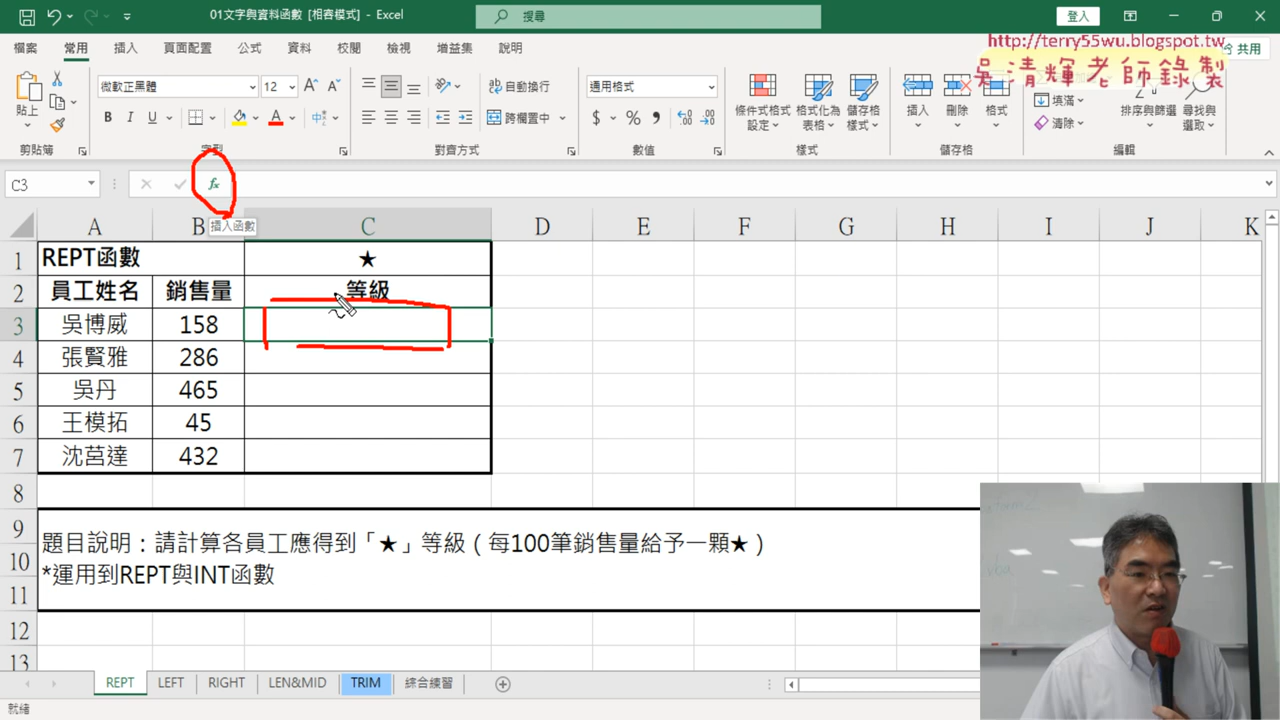 01文字與資料函數 [相容模式] - Excel
搜尋
登入
http://terry55wu.blogspot.tw
吳清輝老師錄製
檔案 常用 插入 頁面配置 公式 資料 校閱 檢視 增益集 說明
共用
貼上
微軟正黑體 12
自動換行
跨欄置中
通用格式
條件式格式設定
格式化為表格
儲存格樣式
插入
刪除
格式
填滿
清除
排序與篩選
尋找與選取
剪貼簿 字型 對齊方式 數值 樣式 儲存格 編輯
C3
fx
插入函數
A B C D E F G H I J K
1 REPT函數 ★
2 員工姓名 銷售量 等級
3 吳博威 158
4 張賢雅 286
5 吳丹 465
6 王模拓 45
7 沈莒達 432
8
9
10 題目說明：請計算各員工應得到「★」等級（每100筆銷售量給予一顆★）
11 *運用到REPT與INT函數
12
13
REPT LEFT RIGHT LEN&MID TRIM 綜合練習
就緒